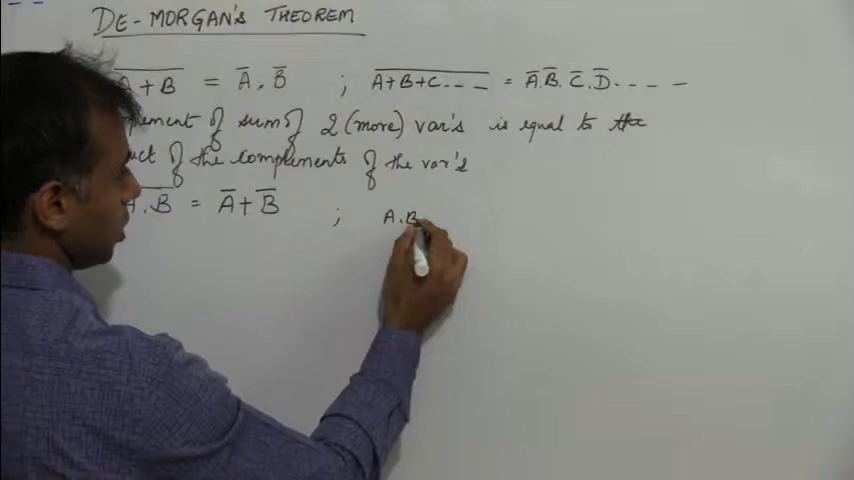 DE-MORGAN'S THEOREM
A+B = A̅ . B̅ ; A+B+C--- = A̅.B̅. C̅.D̅.... -
of sum of 2 (more) var's is equal to the
of the complements of the var's
A.B = A̅ + B̅ ; A.B